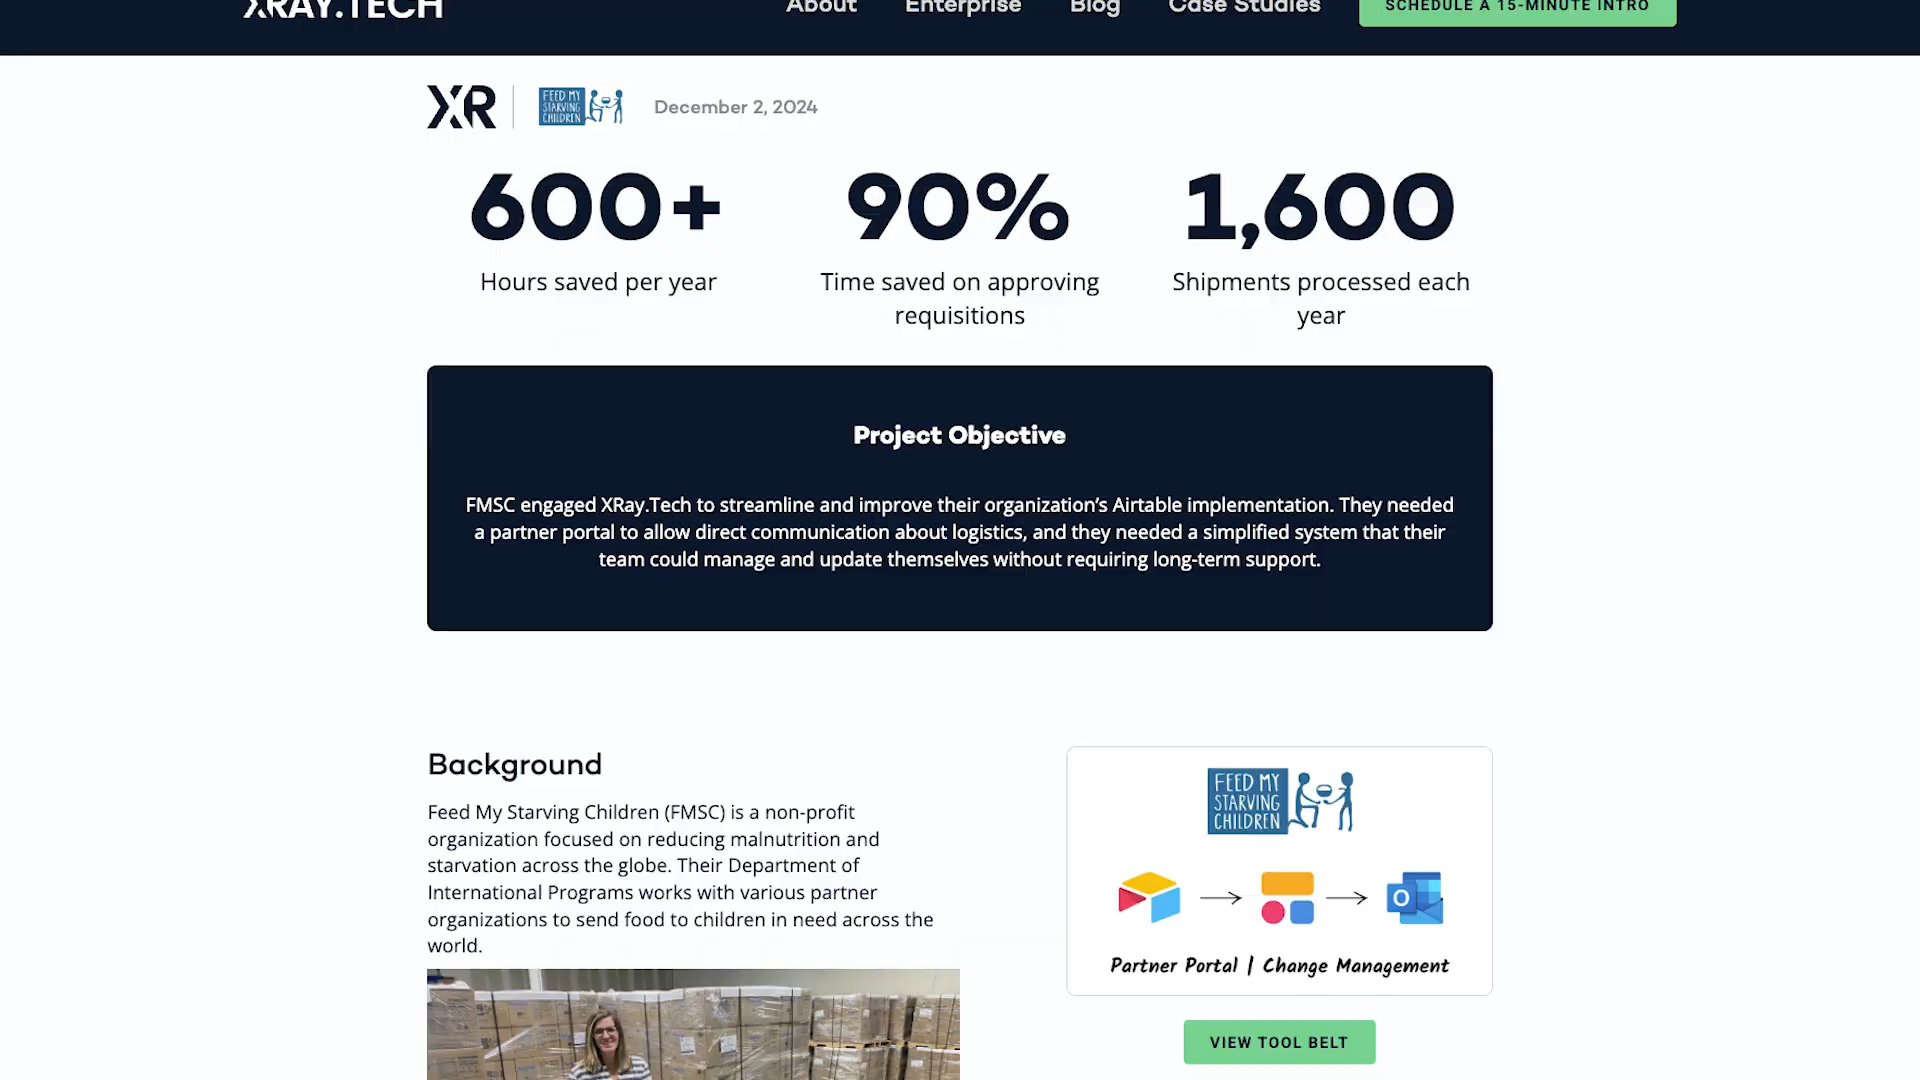 XRAY.TECH
About
Enterprise
Blog
Case Studies
SCHEDULE A 15-MINUTE INTRO
XR
FEED MY
STARVING
CHILDREN
December 2, 2024
600+
Hours saved per year
90%
Time saved on approving
requisitions
1,600
Shipments processed each
year
Project Objective
FMSC engaged XRay.Tech to streamline and improve their organization’s Airtable implementation. They needed
a partner portal to allow direct communication about logistics, and they needed a simplified system that their
team could manage and update themselves without requiring long-term support.
Background
Feed My Starving Children (FMSC) is a non-profit
organization focused on reducing malnutrition and
starvation across the globe. Their Department of
International Programs works with various partner
organizations to send food to children in need across the
world.
FEED MY
STARVING
CHILDREN
O
Partner Portal | Change Management
VIEW TOOL BELT